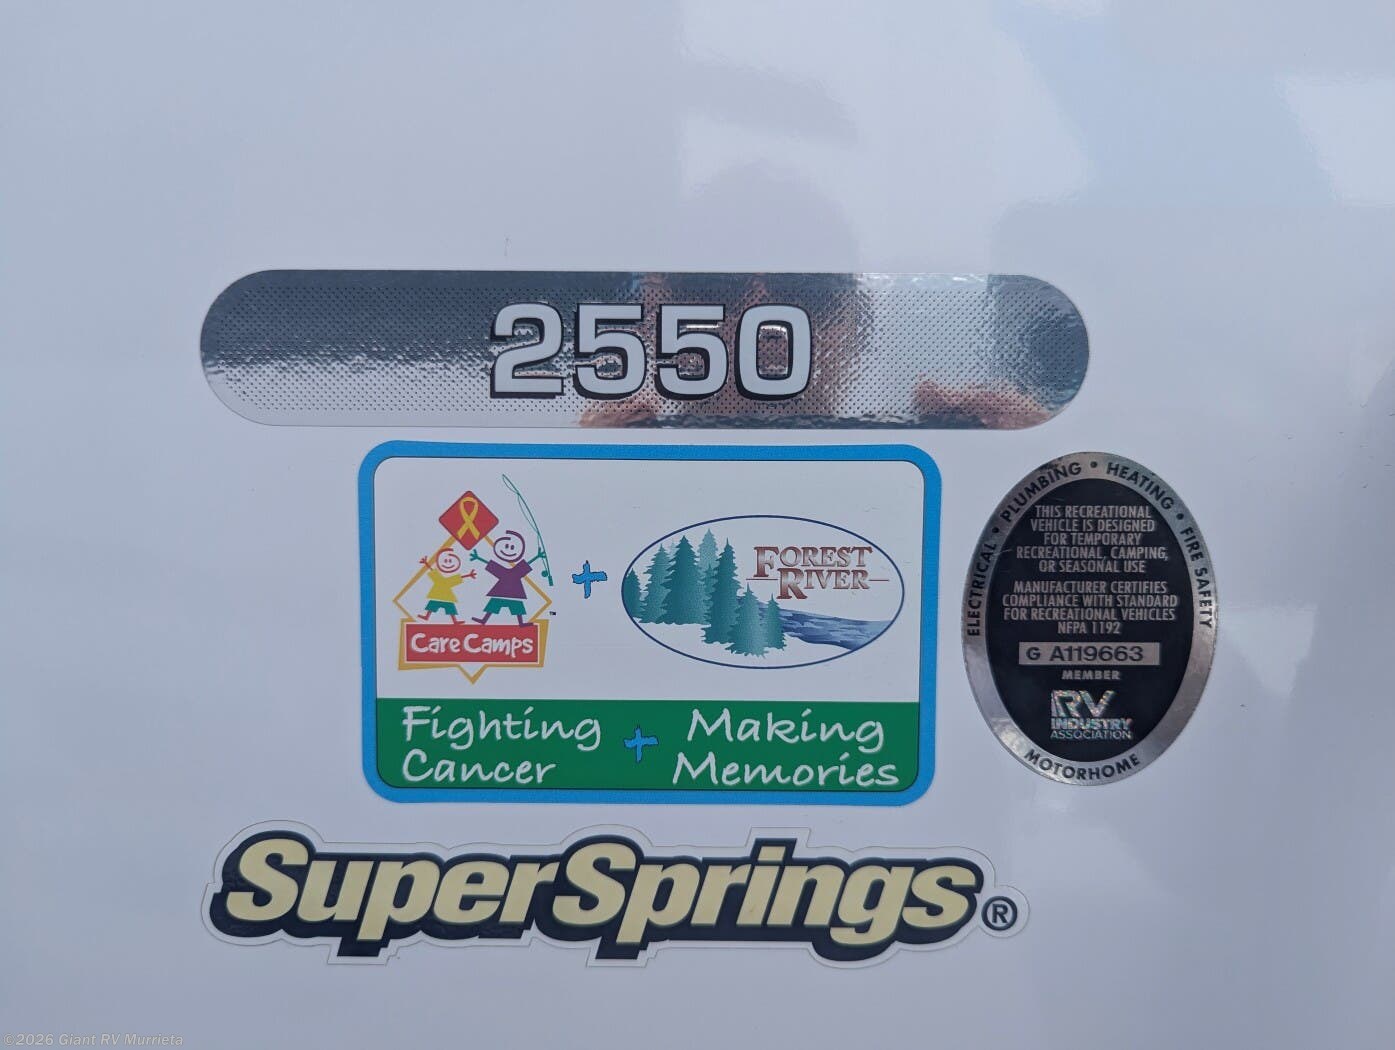 2550
Care Camps
™
+
FOREST
RIVER
Fighting
Cancer
+
Making
Memories
ELECTRICAL • PLUMBING • HEATING • FIRE SAFETY
THIS RECREATIONAL
VEHICLE IS DESIGNED
FOR TEMPORARY
RECREATIONAL, CAMPING,
OR SEASONAL USE
MANUFACTURER CERTIFIES
COMPLIANCE WITH STANDARD
FOR RECREATIONAL VEHICLES
NFPA 1192
G A119663
MEMBER
RV
INDUSTRY
ASSOCIATION
MOTORHOME
SuperSprings®
©2026 Giant RV Murrieta